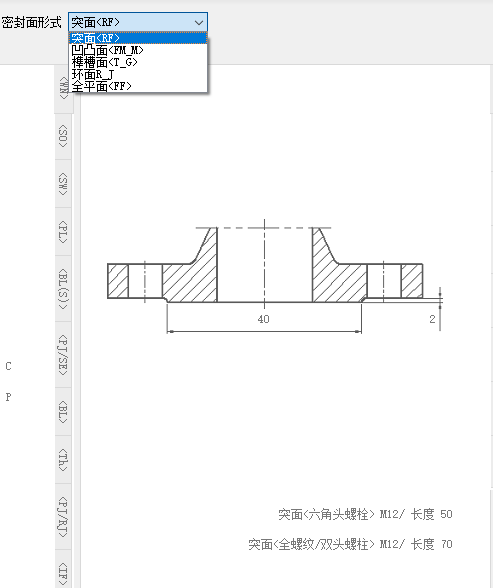 密封面形式 突面<RF>
突面<RF>
凹凸面<FM_M>
榫槽面<T_G>
环面R_J
全平面<FF>
<WN>
<SO>
<SW>
<PL>
<BL(S)>
<PJ/SE>
<BL>
<Th>
<PJ/RJ>
<IF>
C
P
40
2
突面<六角头螺栓> M12/ 长度 50
突面<全螺纹/双头螺柱> M12/ 长度 70